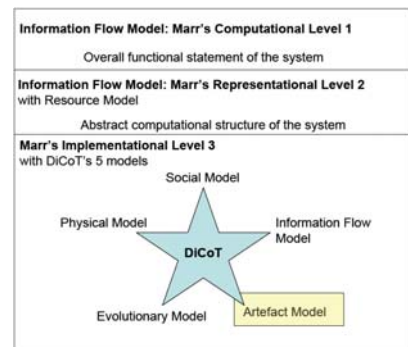 Information Flow Model: Marr's Computational Level 1
Overall functional statement of the system
Information Flow Model: Marr's Representational Level 2
with Resource Model
Abstract computational structure of the system
Marr's Implementational Level 3
with DiCoT's 5 models
Social Model
Physical Model
Information Flow
Model
DiCoT
Evolutionary Model
Artefact Model